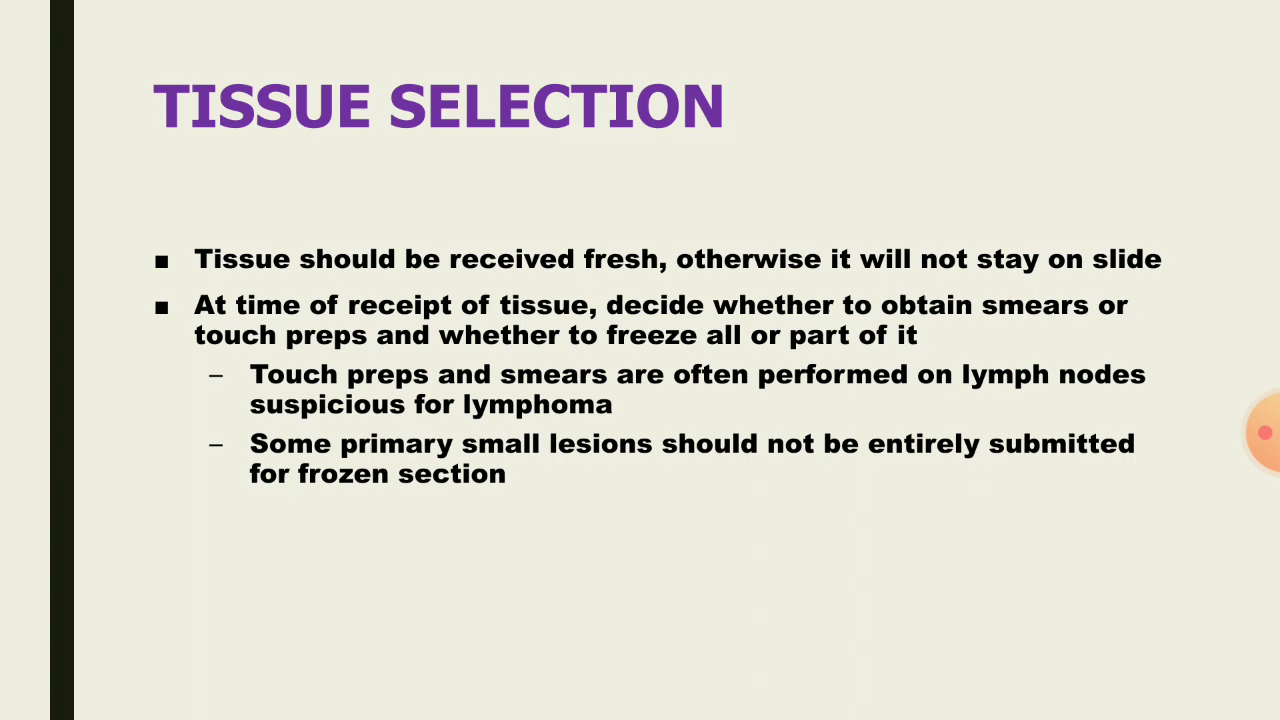 TISSUE SELECTION
■ Tissue should be received fresh, otherwise it will not stay on slide
■ At time of receipt of tissue, decide whether to obtain smears or
touch preps and whether to freeze all or part of it
– Touch preps and smears are often performed on lymph nodes
suspicious for lymphoma
– Some primary small lesions should not be entirely submitted
for frozen section